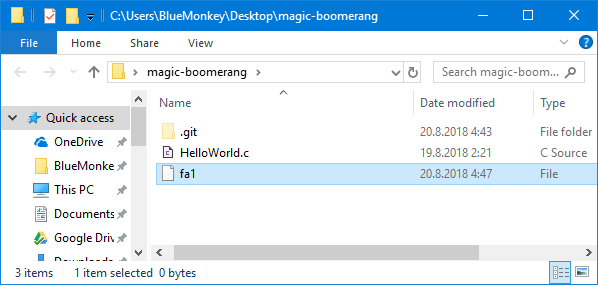 C:\Users\BlueMonkey\Desktop\magic-boomerang
File Home Share View
magic-boomerang
Search magic-boom...
Name Date modified Type
Quick access
OneDrive
BlueMonke
This PC
Documents
Google Driv
.git 20.8.2018 4:43 File folder
HelloWorld.c 19.8.2018 2:21 C Source
fa1 20.8.2018 4:47 File
3 items 1 item selected 0 bytes